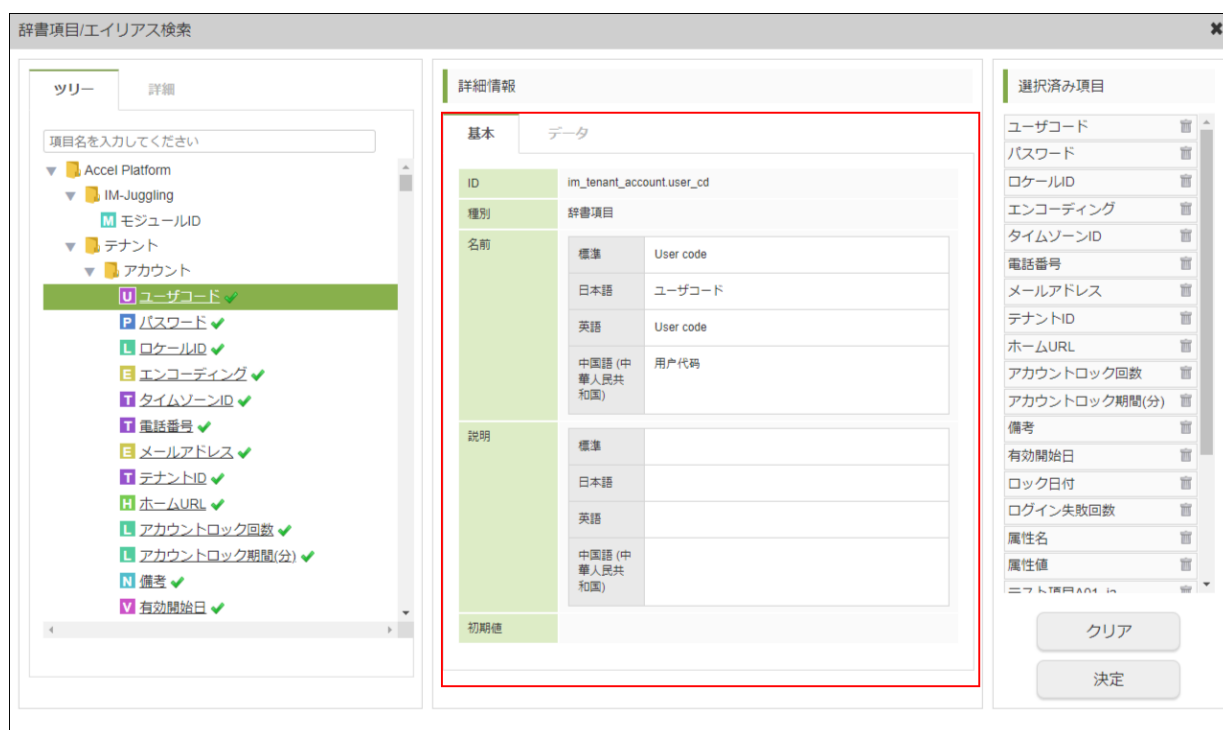 辞書項目/エイリアス検索
ツリー
詳細
項目名を入力してください
Accel Platform
IM-Juggling
M モジュールID
テナント
アカウント
U ユーザコード
P パスワード
L ロケールID
E エンコーディング
T タイムゾーンID
T 電話番号
E メールアドレス
T テナントID
H ホームURL
L アカウントロック回数
L アカウントロック期間(分)
N 備考
V 有効開始日
詳細情報
基本
データ
ID
im_tenant_account.user_cd
種別
辞書項目
名前
標準
User code
日本語
ユーザコード
英語
User code
中国語 (中
華人民共
和国)
用户代码
説明
標準
日本語
英語
中国語 (中
華人民共
和国)
初期値
選択済み項目
ユーザコード
パスワード
ロケールID
エンコーディング
タイムゾーンID
電話番号
メールアドレス
テナントID
ホームURL
アカウントロック回数
アカウントロック期間(分)
備考
有効開始日
ロック日付
ログイン失敗回数
属性名
属性値
テスト項目A01_ja
クリア
決定